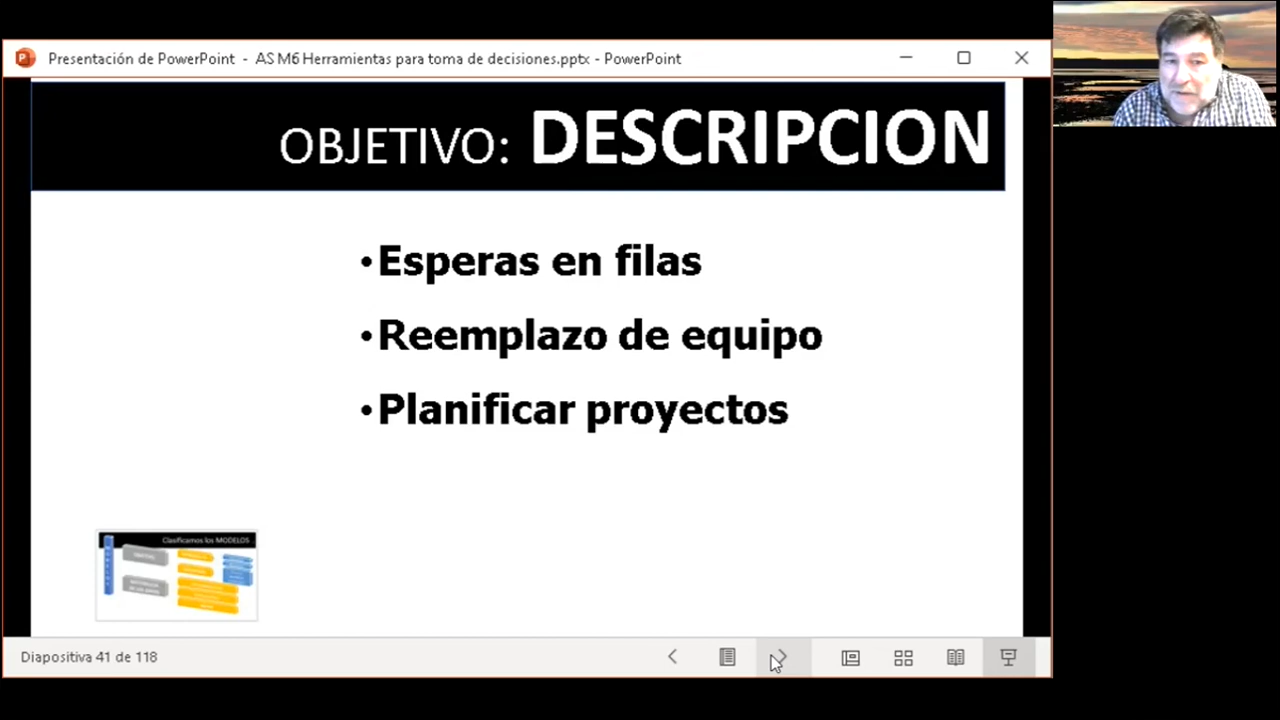 Presentación de PowerPoint - AS M6 Herramientas para toma de decisiones.pptx - PowerPoint
OBJETIVO: DESCRIPCION
•Esperas en filas
•Reemplazo de equipo
•Planificar proyectos
Clasificamos los MODELOS
Diapositiva 41 de 118